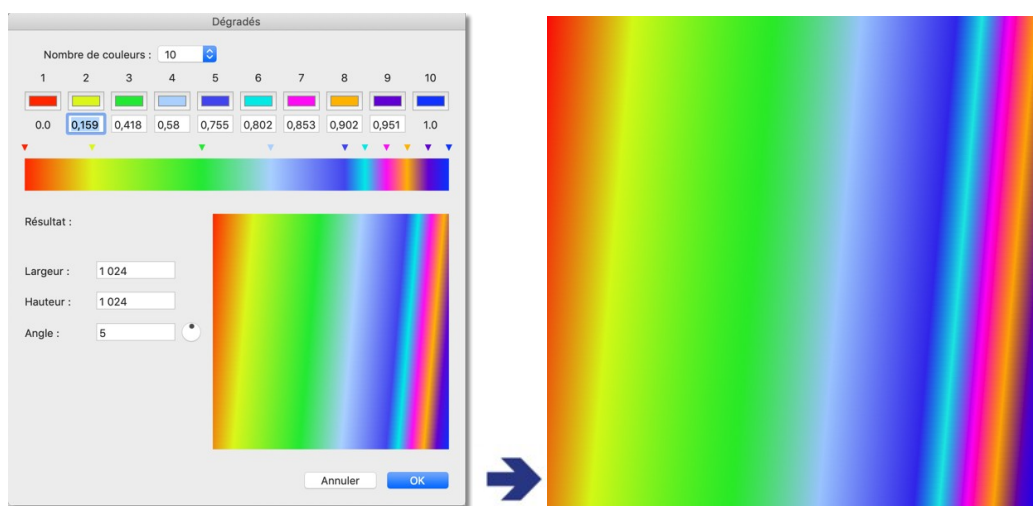 Dégradés
Nombre de couleurs : 10
1 2 3 4 5 6 7 8 9 10
0.0 0,159 0,418 0,58 0,755 0,802 0,853 0,902 0,951 1.0
Résultat :
Largeur : 1 024
Hauteur : 1 024
Angle : 5
Annuler OK